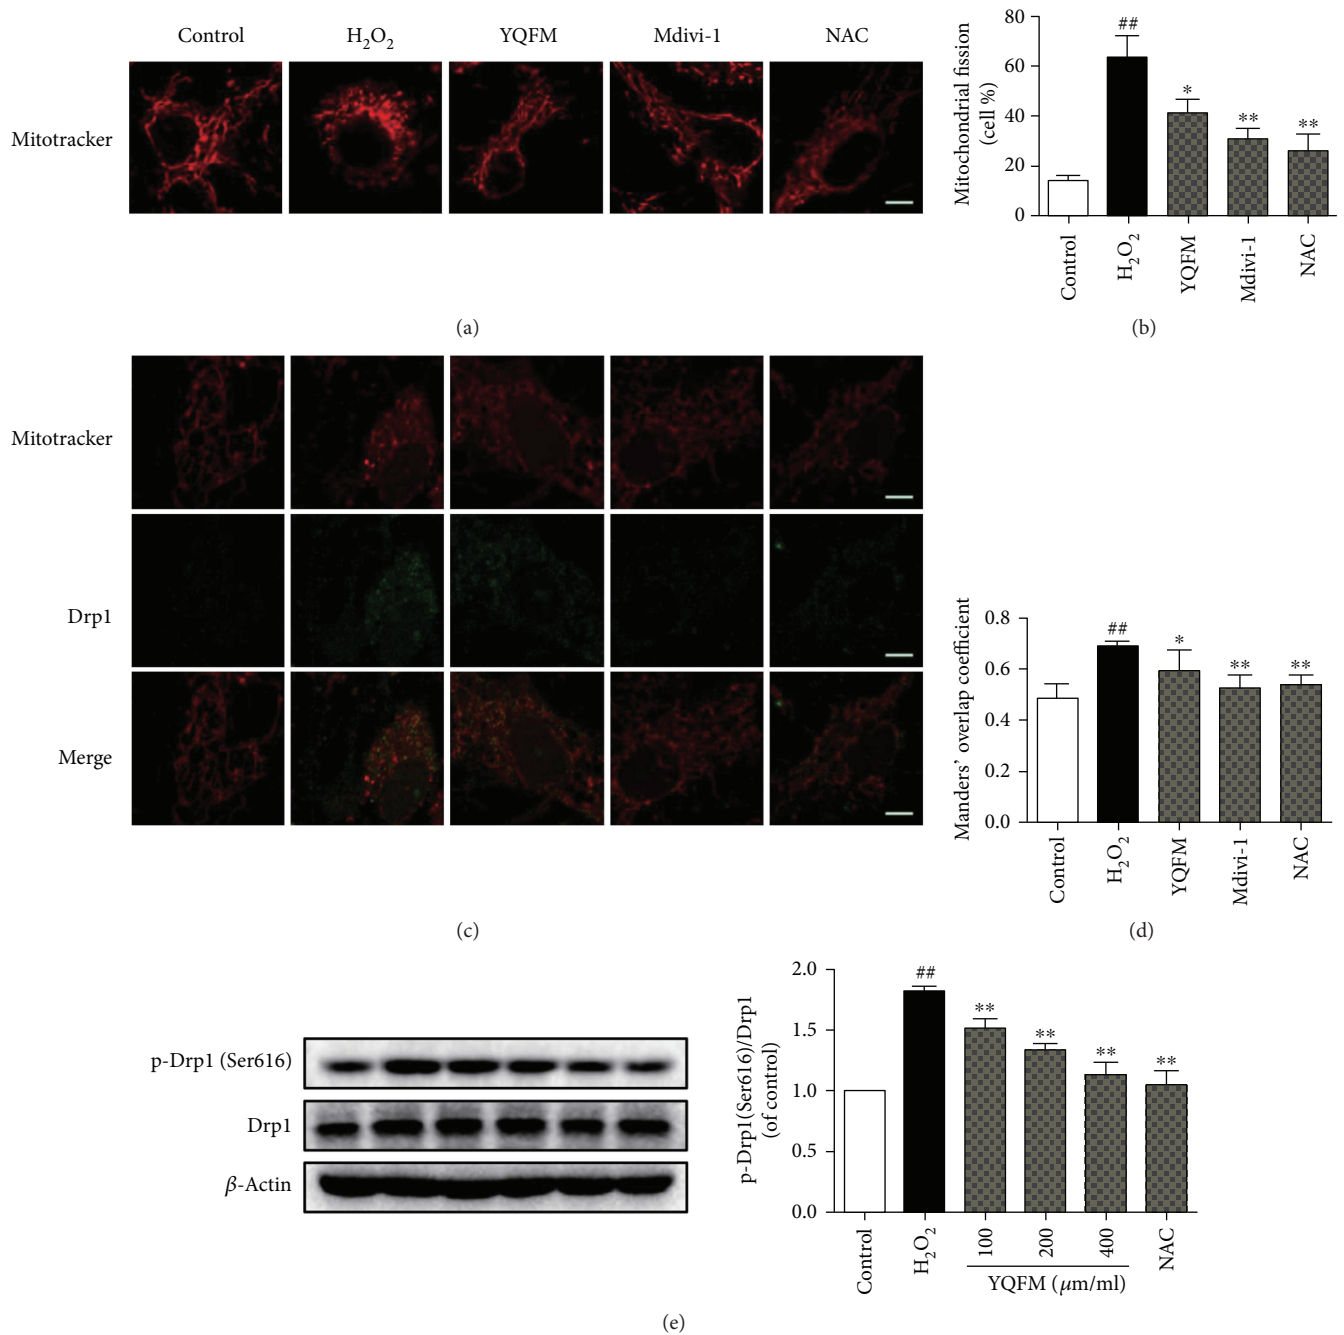 Control H₂O₂ YQFM Mdivi-1 NAC
Mitotracker
(a)
Mitochondrial fission
(cell %)
80
60
40
20
0
##
*
**
**
Control
H₂O₂
YQFM
Mdivi-1
NAC
(b)
Mitotracker
Drp1
Merge
(c)
Manders’ overlap coefficient
0.8
0.6
0.4
0.2
0.0
##
*
**
**
Control
H₂O₂
YQFM
Mdivi-1
NAC
(d)
p-Drp1 (Ser616)
Drp1
β-Actin
p-Drp1(Ser616)/Drp1
(of control)
2.0
1.5
1.0
0.5
0.0
##
**
**
**
**
Control
H₂O₂
100
200
400
NAC
YQFM (μm/ml)
(e)